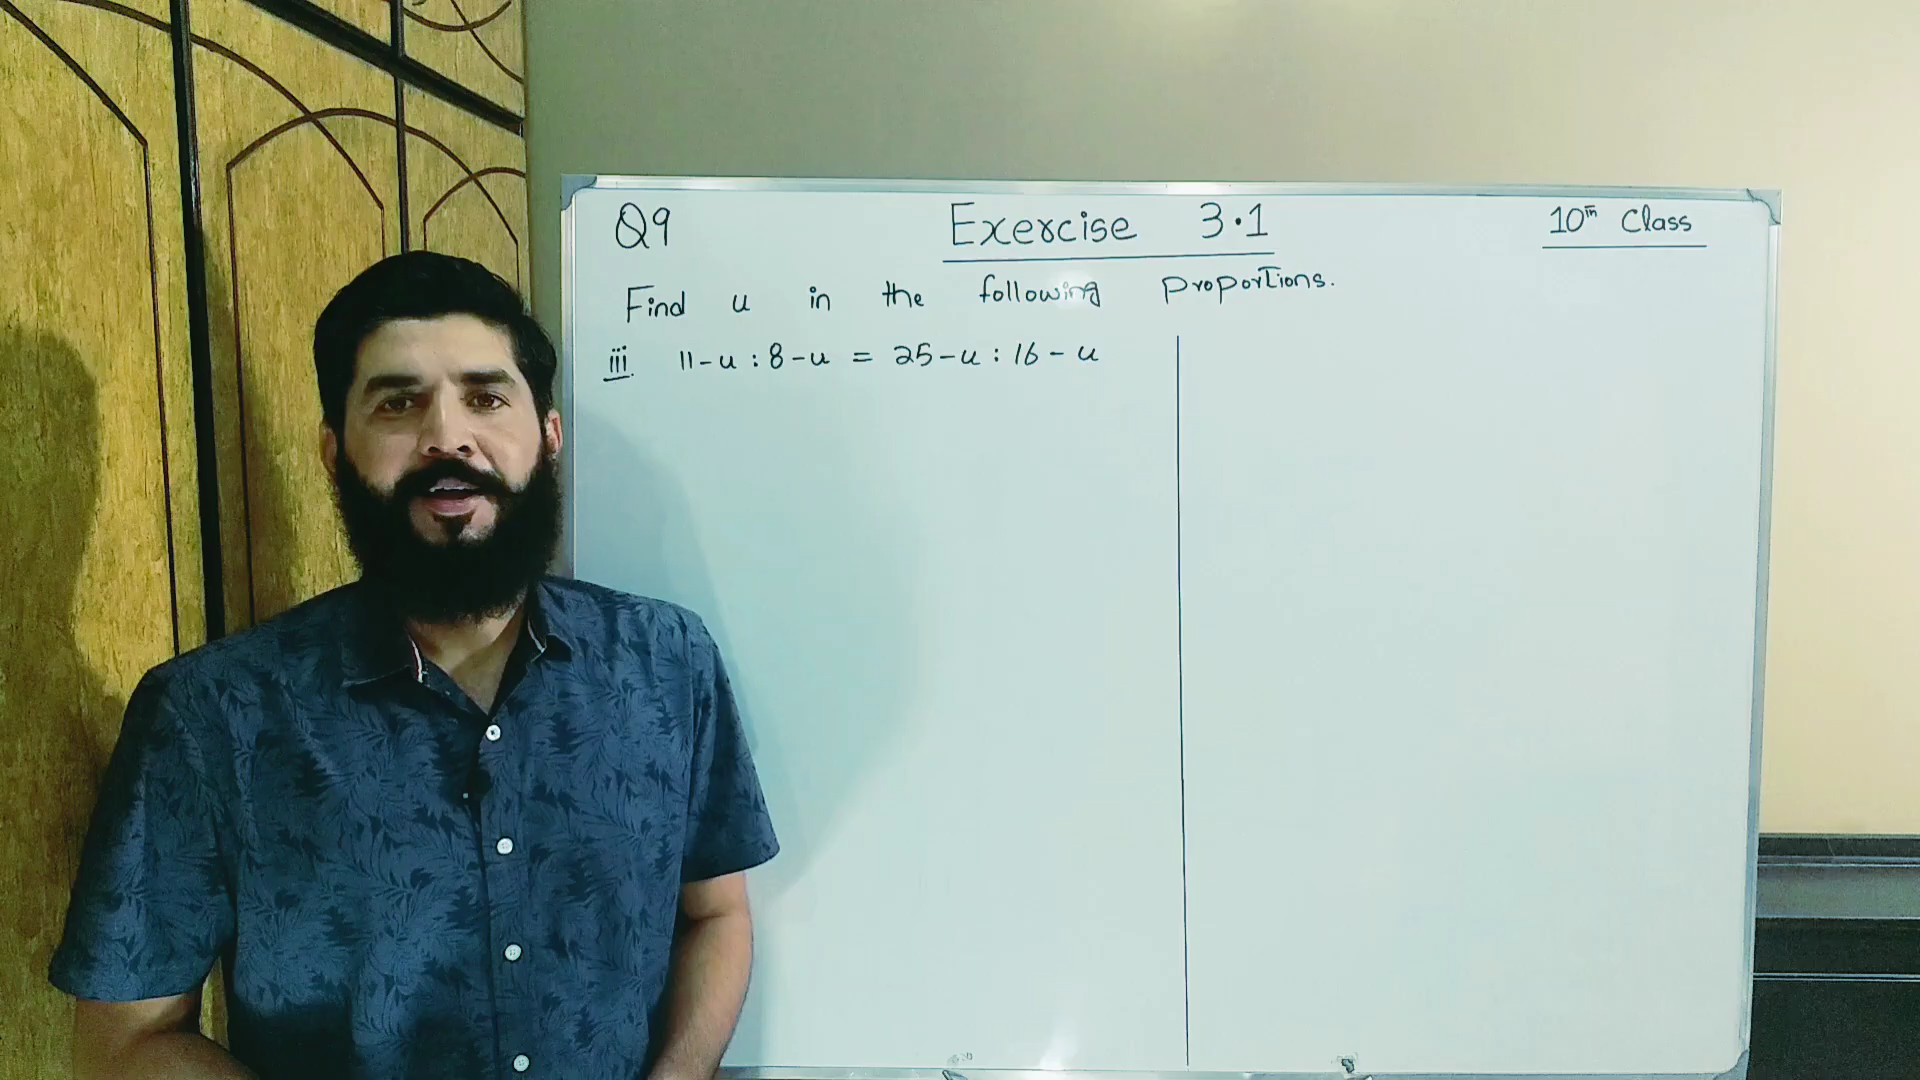 Q9 Exercise 3.1 10th Class
Find u in the following proportions.
iii. 11-u : 8-u = 25-u : 16-u